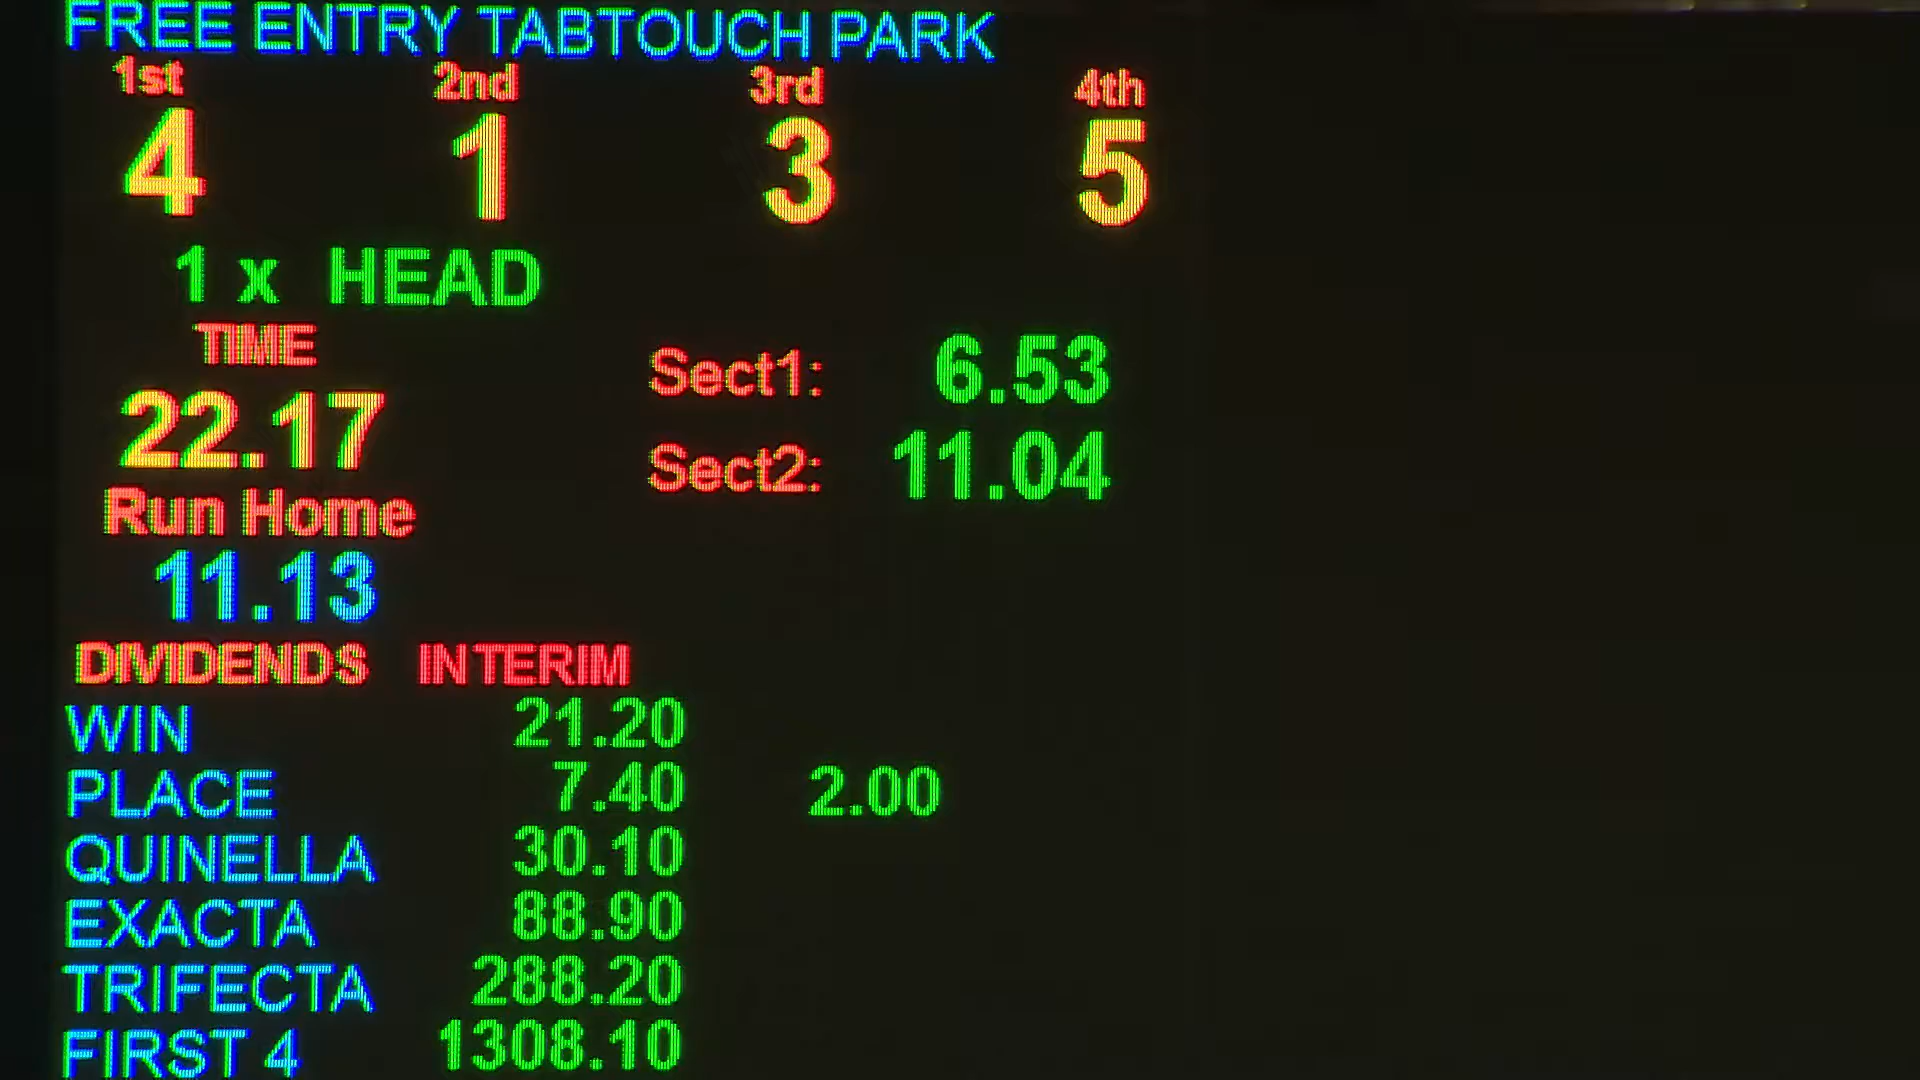 FREE ENTRY TABTOUCH PARK
1st 2nd 3rd 4th
4 1 3 5
1 x HEAD
TIME
22.17
Sect1: 6.53
Sect2: 11.04
Run Home
11.13
DIVIDENDS INTERIM
WIN 21.20
PLACE 7.40 2.00
QUINELLA 30.10
EXACTA 88.90
TRIFECTA 288.20
FIRST 4 1308.10